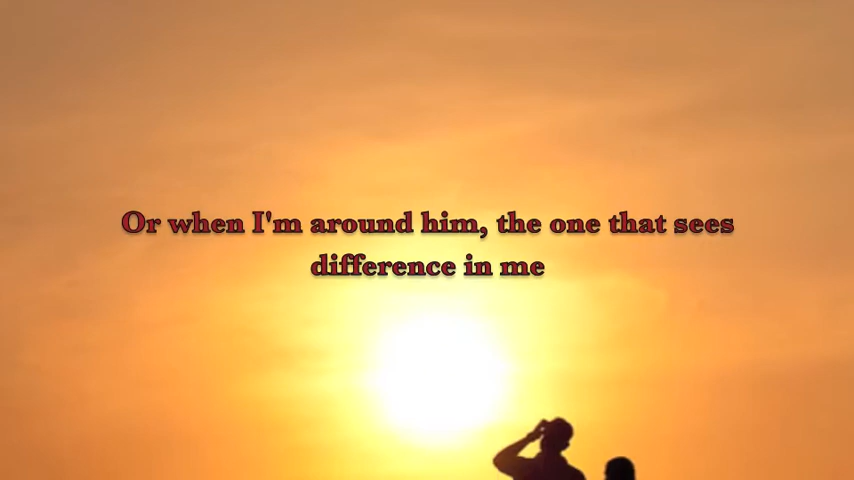 Or when I'm around him, the one that sees
difference in me